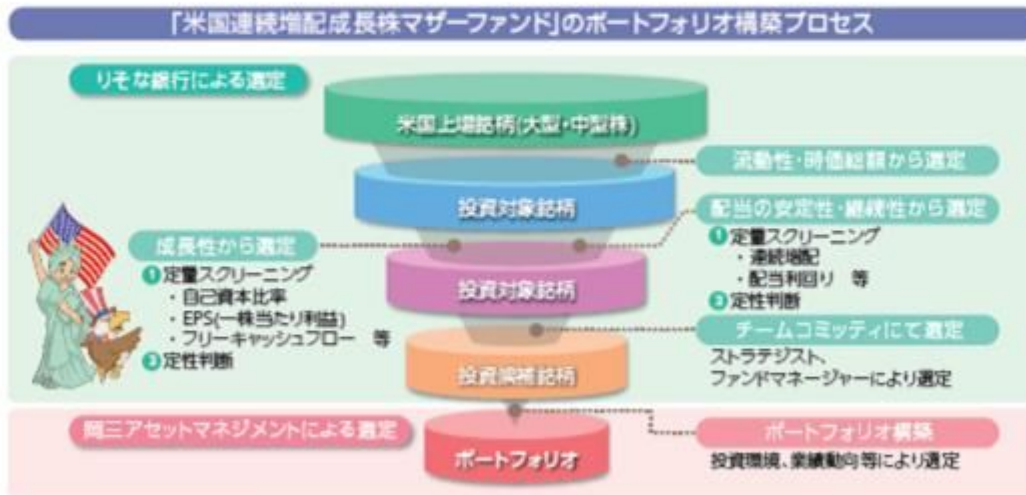 「米国連続増配成長株マザーファンド」のポートフォリオ構築プロセス
りそな銀行による選定
米国上場銘柄(大型・中型株)
流動性・時価総額から選定
投資対象銘柄
配当の安定性・継続性から選定
①定量スクリーニング
・連続増配
・配当利回り 等
②定性判断
成長性から選定
①定量スクリーニング
・自己資本比率
・EPS(一株当たり利益)
・フリーキャッシュフロー 等
②定性判断
投資対象銘柄
チームコミッティにて選定
ストラテジスト、
ファンドマネージャーにより選定
投資候補銘柄
岡三アセットマネジメントによる選定
ポートフォリオ
ポートフォリオ構築
投資環境、業績動向等により選定